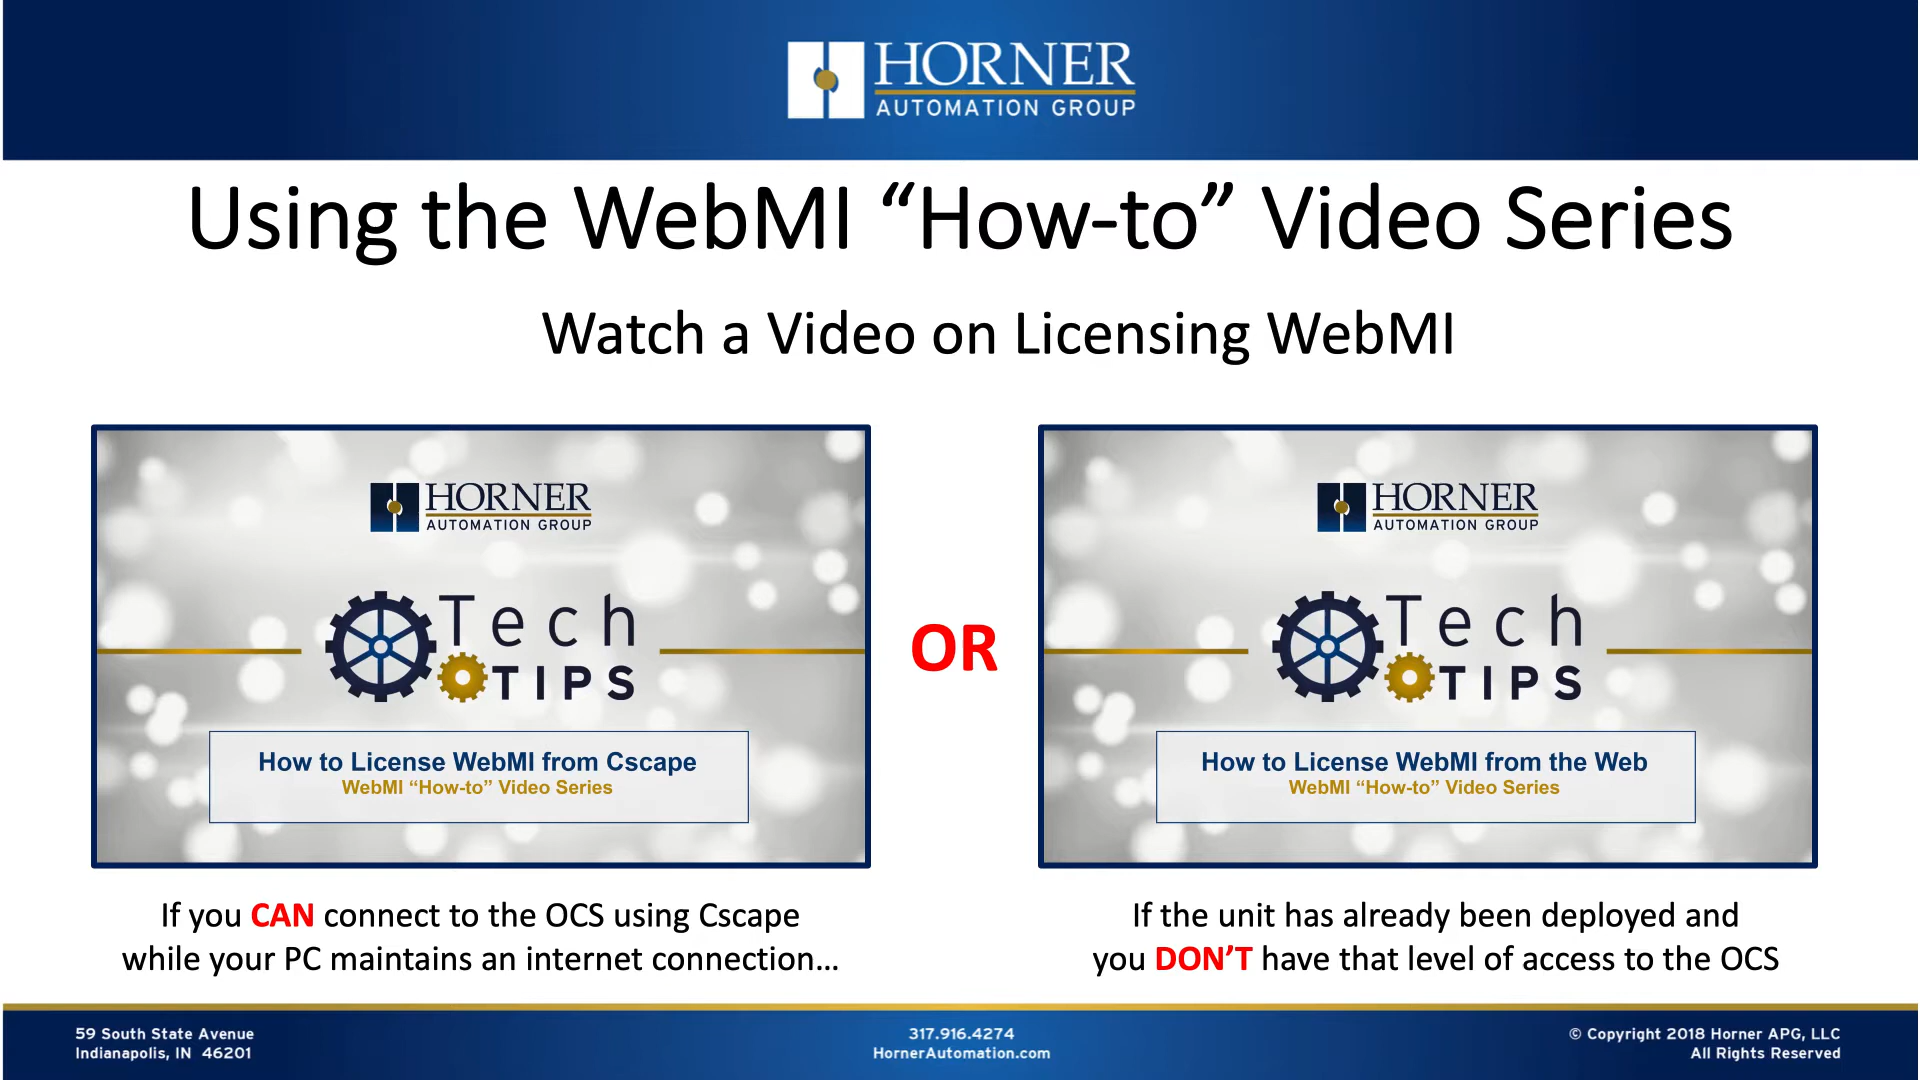 HORNER
AUTOMATION GROUP
Using the WebMI “How-to” Video Series
Watch a Video on Licensing WebMI
HORNER
AUTOMATION GROUP
Tech
TIPS
How to License WebMI from Cscape
WebMI “How-to” Video Series
OR
HORNER
AUTOMATION GROUP
Tech
TIPS
How to License WebMI from the Web
WebMI “How-to” Video Series
If you CAN connect to the OCS using Cscape
while your PC maintains an internet connection...
If the unit has already been deployed and
you DON’T have that level of access to the OCS
59 South State Avenue
Indianapolis, IN 46201
317.916.4274
HornerAutomation.com
© Copyright 2018 Horner APG, LLC
All Rights Reserved